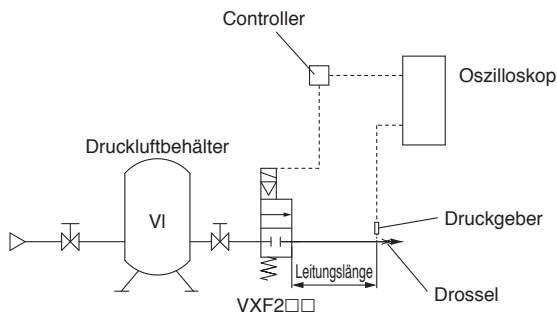 Controller
Oszilloskop
Druckluftbehälter
VI
Druckgeber
Leitungslänge
Drossel
VXF2□□